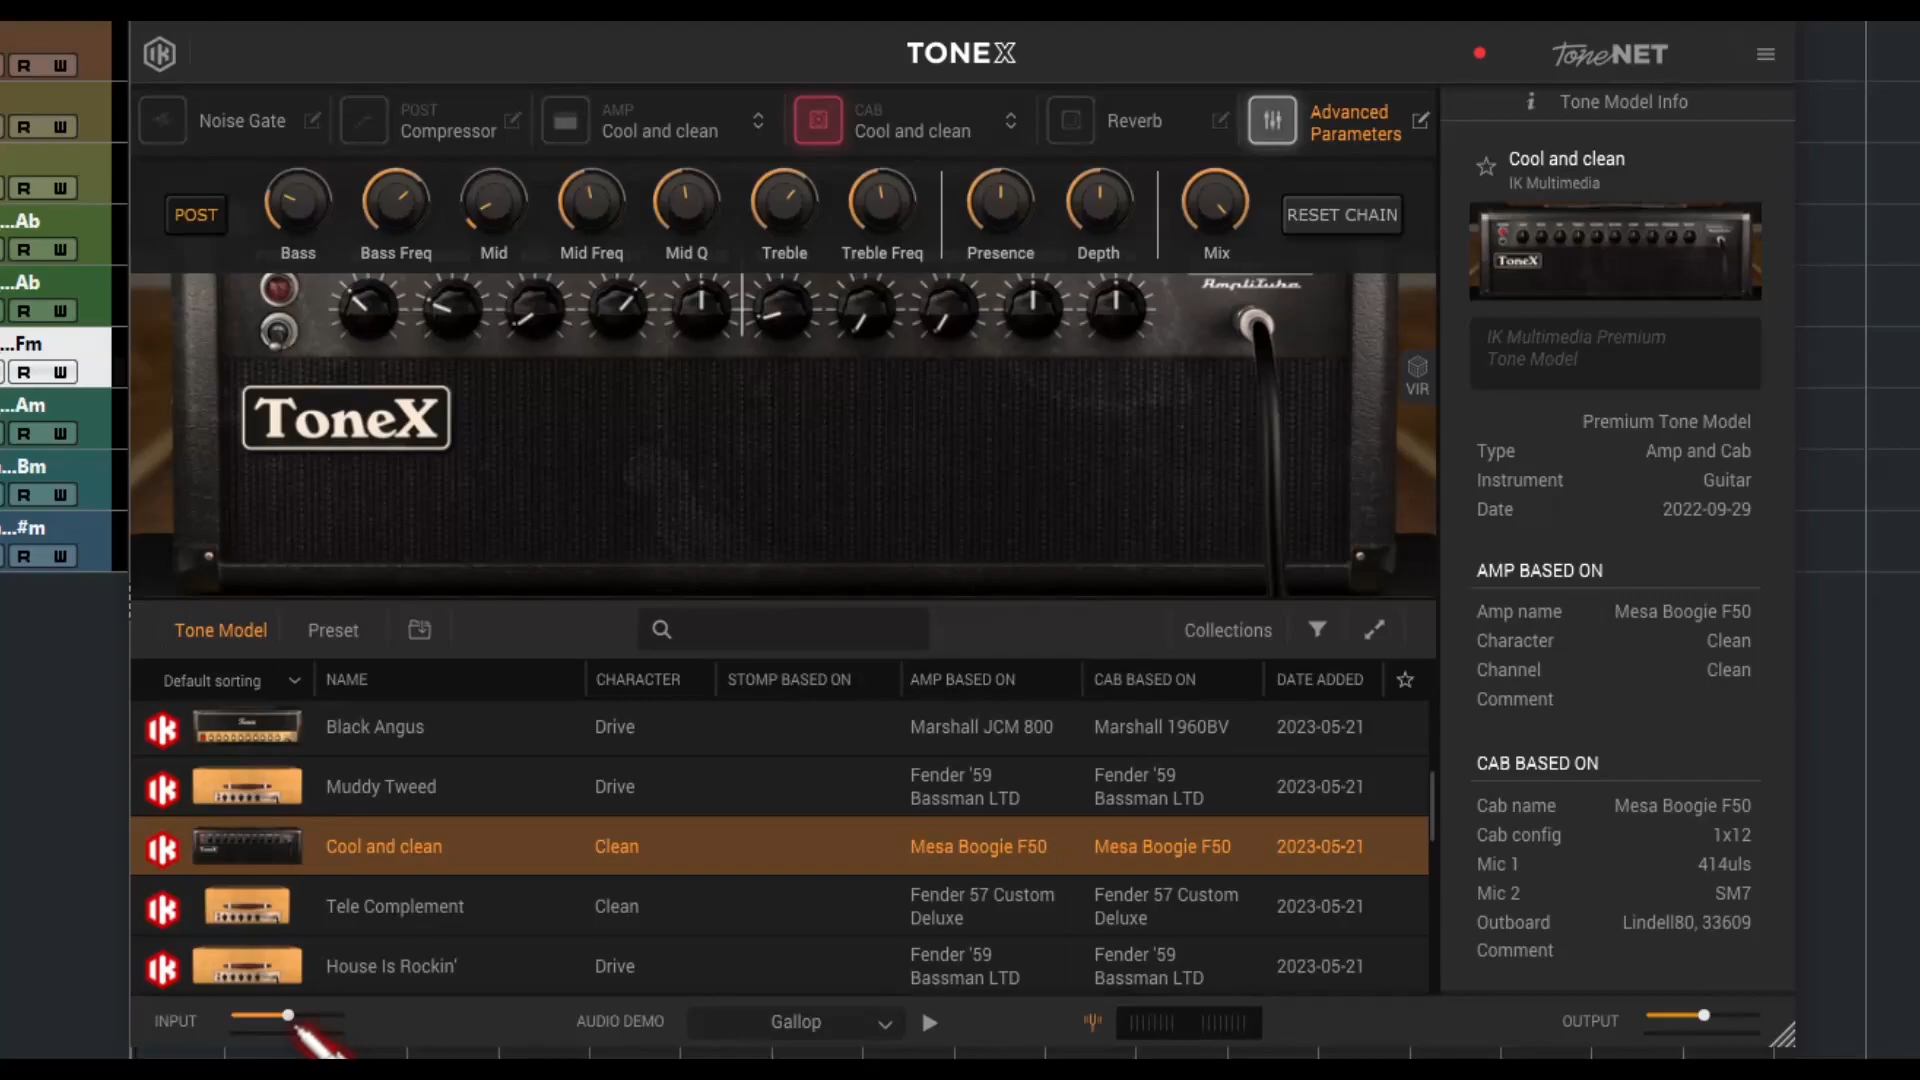 TONEX
ToneNET
R W
R W
R W
...Ab
R W
...Ab
R W
...Fm
R W
...Am
R W
...Bm
R W
...#m
R W
Noise Gate
POST
Compressor
AMP
Cool and clean
CAB
Cool and clean
Reverb
Advanced
Parameters
POST
Bass
Bass Freq
Mid
Mid Freq
Mid Q
Treble
Treble Freq
Presence
Depth
Mix
RESET CHAIN
AmpliTube
ToneX
VIR
Tone Model
Preset
Collections
Default sorting
NAME
CHARACTER
STOMP BASED ON
AMP BASED ON
CAB BASED ON
DATE ADDED
Black Angus
Drive
Marshall JCM 800
Marshall 1960BV
2023-05-21
Muddy Tweed
Drive
Fender '59
Bassman LTD
Fender '59
Bassman LTD
2023-05-21
Cool and clean
Clean
Mesa Boogie F50
Mesa Boogie F50
2023-05-21
Tele Complement
Clean
Fender 57 Custom
Deluxe
Fender 57 Custom
Deluxe
2023-05-21
House Is Rockin'
Drive
Fender '59
Bassman LTD
Fender '59
Bassman LTD
2023-05-21
INPUT
AUDIO DEMO
Gallop
OUTPUT
i Tone Model Info
Cool and clean
IK Multimedia
ToneX
IK Multimedia Premium
Tone Model
Premium Tone Model
Type Amp and Cab
Instrument Guitar
Date 2022-09-29
AMP BASED ON
Amp name Mesa Boogie F50
Character Clean
Channel Clean
Comment
CAB BASED ON
Cab name Mesa Boogie F50
Cab config 1x12
Mic 1 414uls
Mic 2 SM7
Outboard Lindell80, 33609
Comment